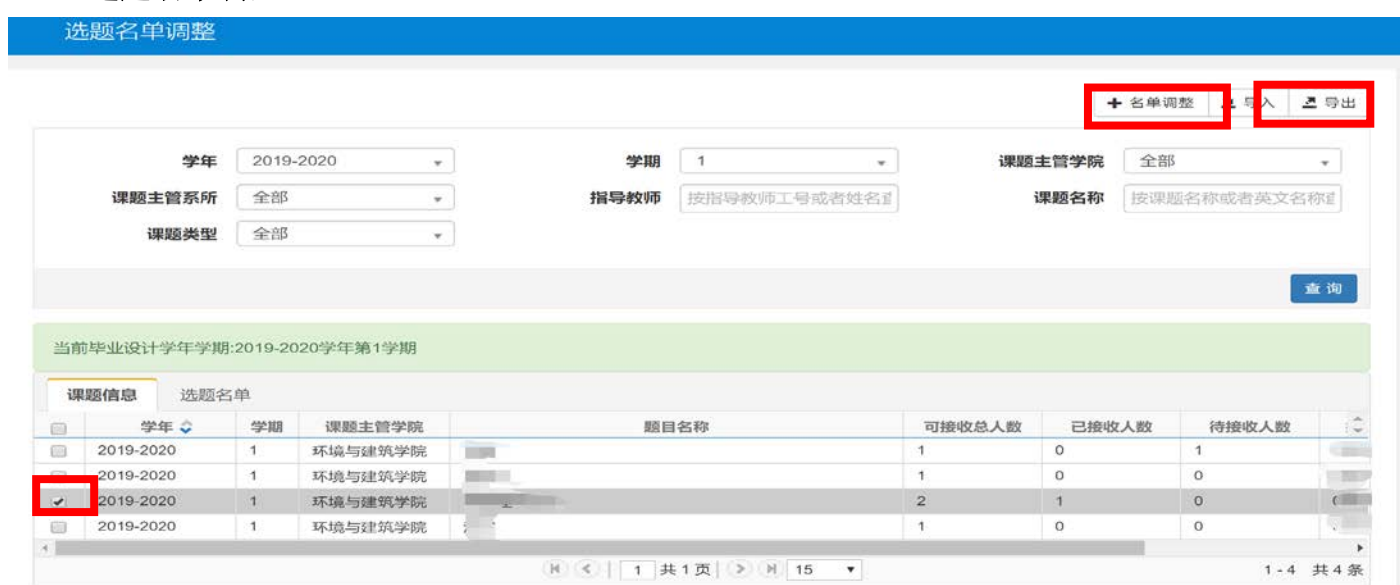 选题名单调整
名单调整 导入 导出
学年 2019-2020 学期 1 课题主管学院 全部
课题主管系所 全部 指导教师 按指导教师工号或者姓名 课题名称 按课题名称或者英文名称
课题类型 全部
查 询
当前毕业设计学年学期:2019-2020学年第1学期
课题信息 选题名单
学年 学期 课题主管学院 题目名称 可接收总人数 已接收人数 待接收人数
2019-2020 1 环境与建筑学院 1 0 1
2019-2020 1 环境与建筑学院 1 0 0
2019-2020 1 环境与建筑学院 2 1 0
2019-2020 1 环境与建筑学院 1 0 0
1 共 1 页 15 1 - 4 共 4 条